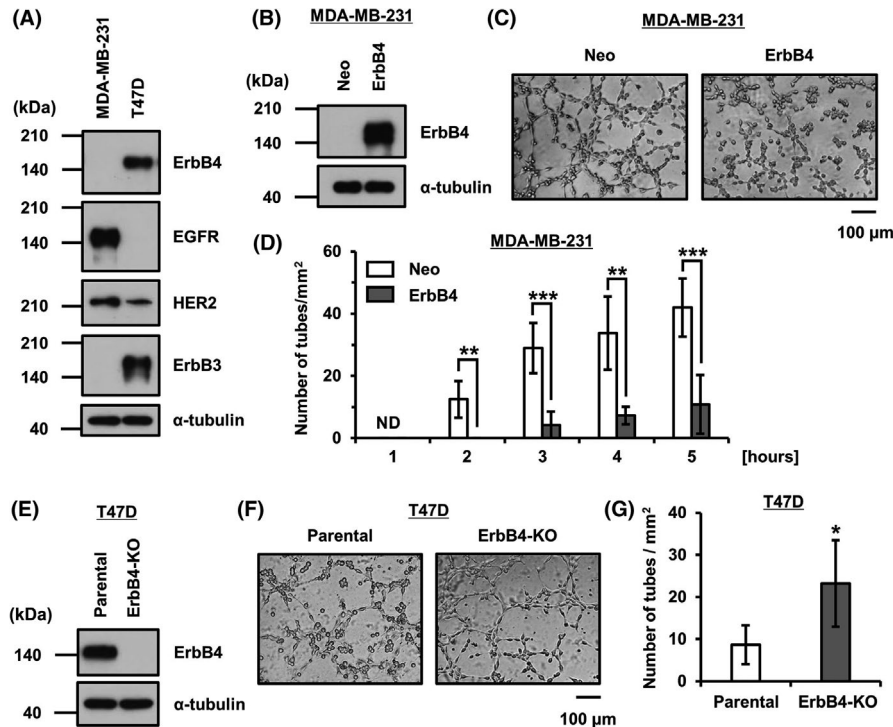 (A)
MDA-MB-231
T47D
(kDa)
210
140
ErbB4
210
140
EGFR
210
HER2
210
140
ErbB3
40
α-tubulin
(B)
MDA-MB-231
Neo
ErbB4
(kDa)
210
140
ErbB4
40
α-tubulin
(C)
MDA-MB-231
Neo
ErbB4
100 µm
(D)
MDA-MB-231
Number of tubes/mm²
60
40
20
0
Neo
ErbB4
ND
**
***
**
***
1 2 3 4 5 [hours]
(E)
T47D
Parental
ErbB4-KO
(kDa)
140
ErbB4
40
α-tubulin
(F)
T47D
Parental
ErbB4-KO
100 µm
(G)
T47D
Number of tubes / mm²
40
30
20
10
0
*
Parental ErbB4-KO